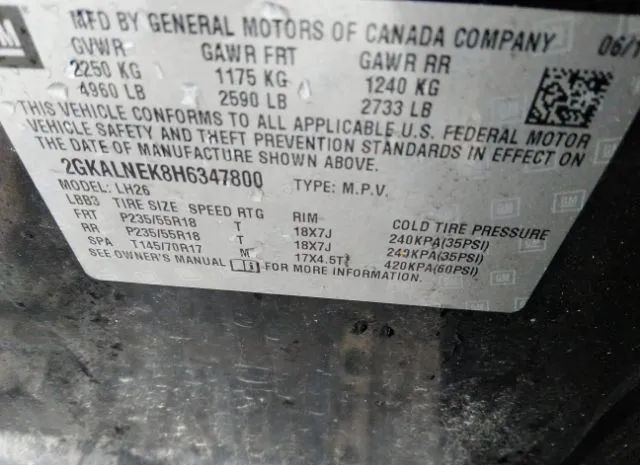 GM
MFD BY GENERAL MOTORS OF CANADA COMPANY 06/1
GVWR GAWR FRT GAWR RR
2250 KG 1175 KG 1240 KG
4960 LB 2590 LB 2733 LB
THIS VEHICLE CONFORMS TO ALL APPLICABLE U.S. FEDERAL MOTOR
VEHICLE SAFETY AND THEFT PREVENTION STANDARDS IN EFFECT ON
THE DATE OF MANUFACTURE SHOWN ABOVE.
2GKALNEK8H6347800 TYPE: M.P.V.
MODEL: LH26
LBB3 TIRE SIZE SPEED RTG RIM COLD TIRE PRESSURE
FRT P235/55R18 T 18X7J 240KPA(35PSI)
RR P235/55R18 T 18X7J 240KPA(35PSI)
SPA T145/70R17 M 17X4.5T 420KPA(60PSI)
SEE OWNER'S MANUAL FOR MORE INFORMATION.